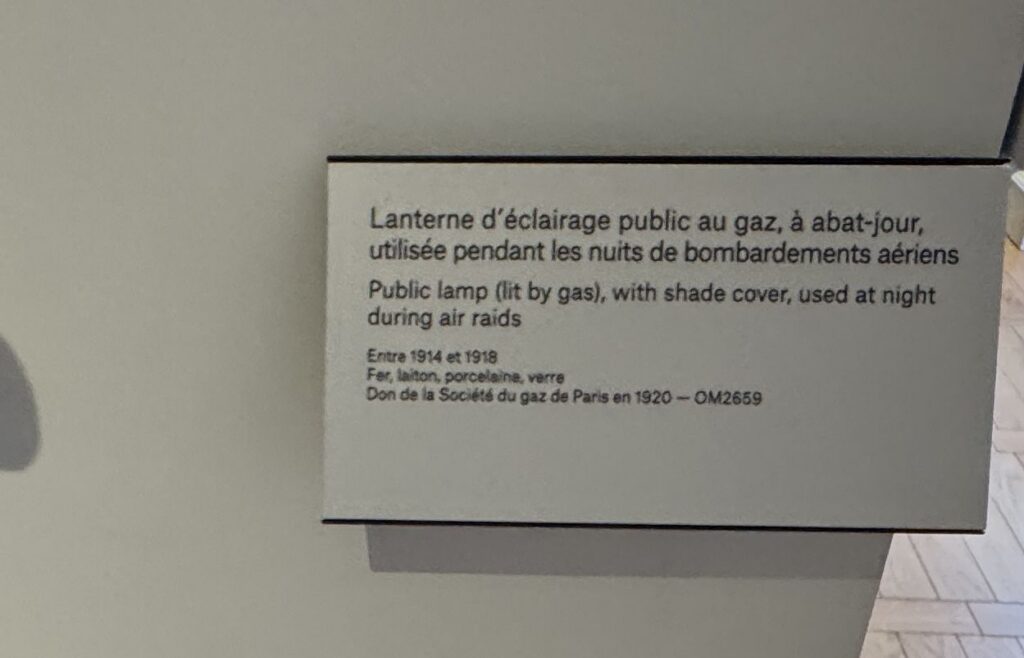 Lanterne d'éclairage public au gaz, à abat-jour,
utilisée pendant les nuits de bombardements aériens
Public lamp (lit by gas), with shade cover, used at night
during air raids
Entre 1914 et 1918
Fer, laiton, porcelaine, verre
Don de la Société du gaz de Paris en 1920 — OM2659